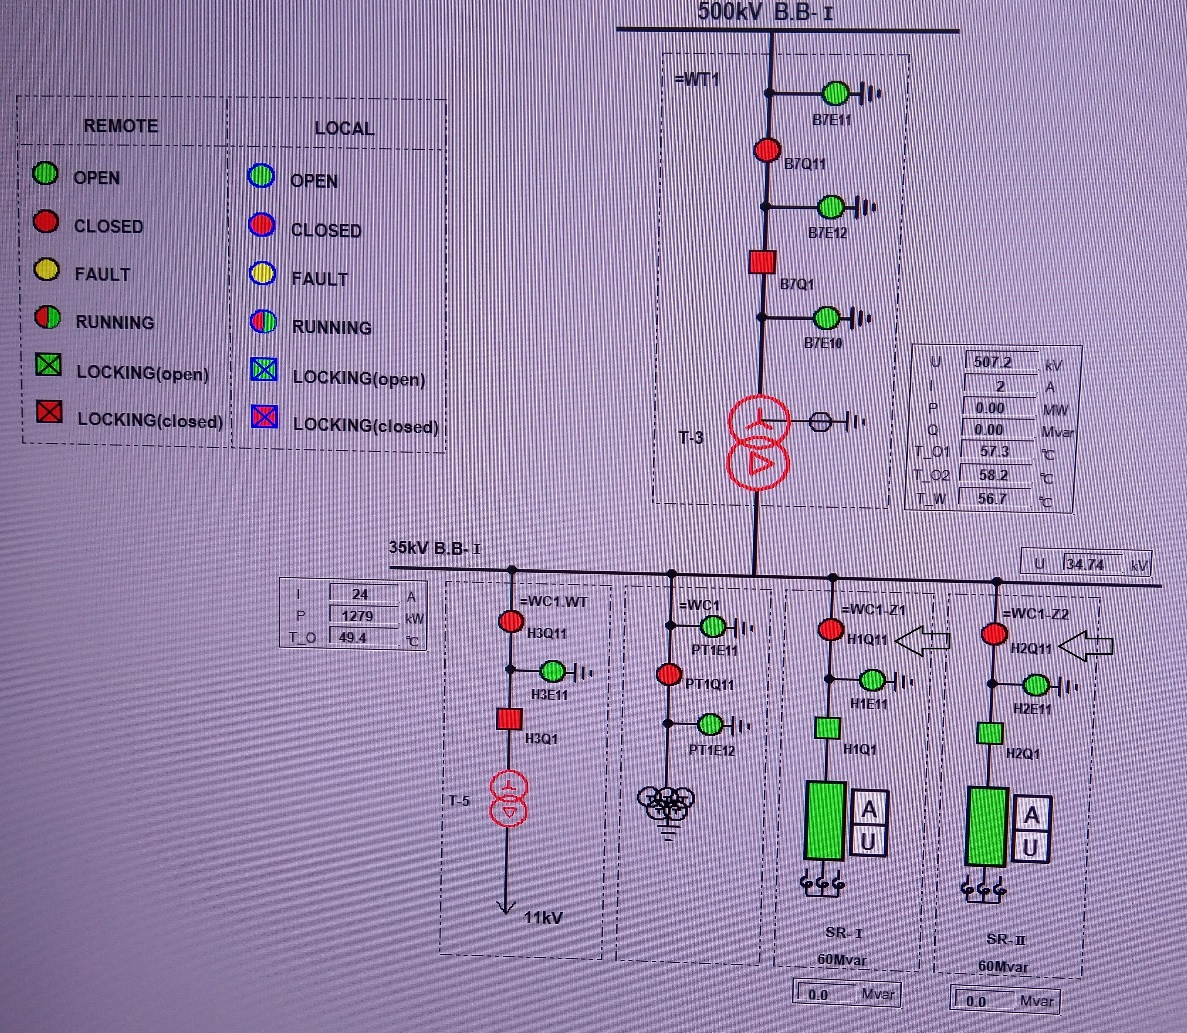 500kV B.B-I
=WT1
B7E11
B7Q11
B7E12
B7Q1
B7E10
T-3
REMOTE LOCAL
OPEN OPEN
CLOSED CLOSED
FAULT FAULT
RUNNING RUNNING
LOCKING(open) LOCKING(open)
LOCKING(closed) LOCKING(closed)
U 507.2 kV
I 2 A
P 0.00 MW
Q 0.00 Mvar
T_O1 57.3 °C
T_O2 58.2 °C
T_W 56.7 °C
35kV B.B-I
U 34.74 kV
I 24 A
P 1279 kW
T_O 49.4 °C
=WC1.WT
H3Q11
H3E11
H3Q1
T-5
11kV
=WC1
PT1E11
PT1Q11
PT1E12
=WC1-Z1
H1Q11
H1E11
H1Q1
A
U
SR-I
60Mvar
0.0 Mvar
=WC1-Z2
H2Q11
H2E11
H2Q1
A
U
SR-II
60Mvar
0.0 Mvar